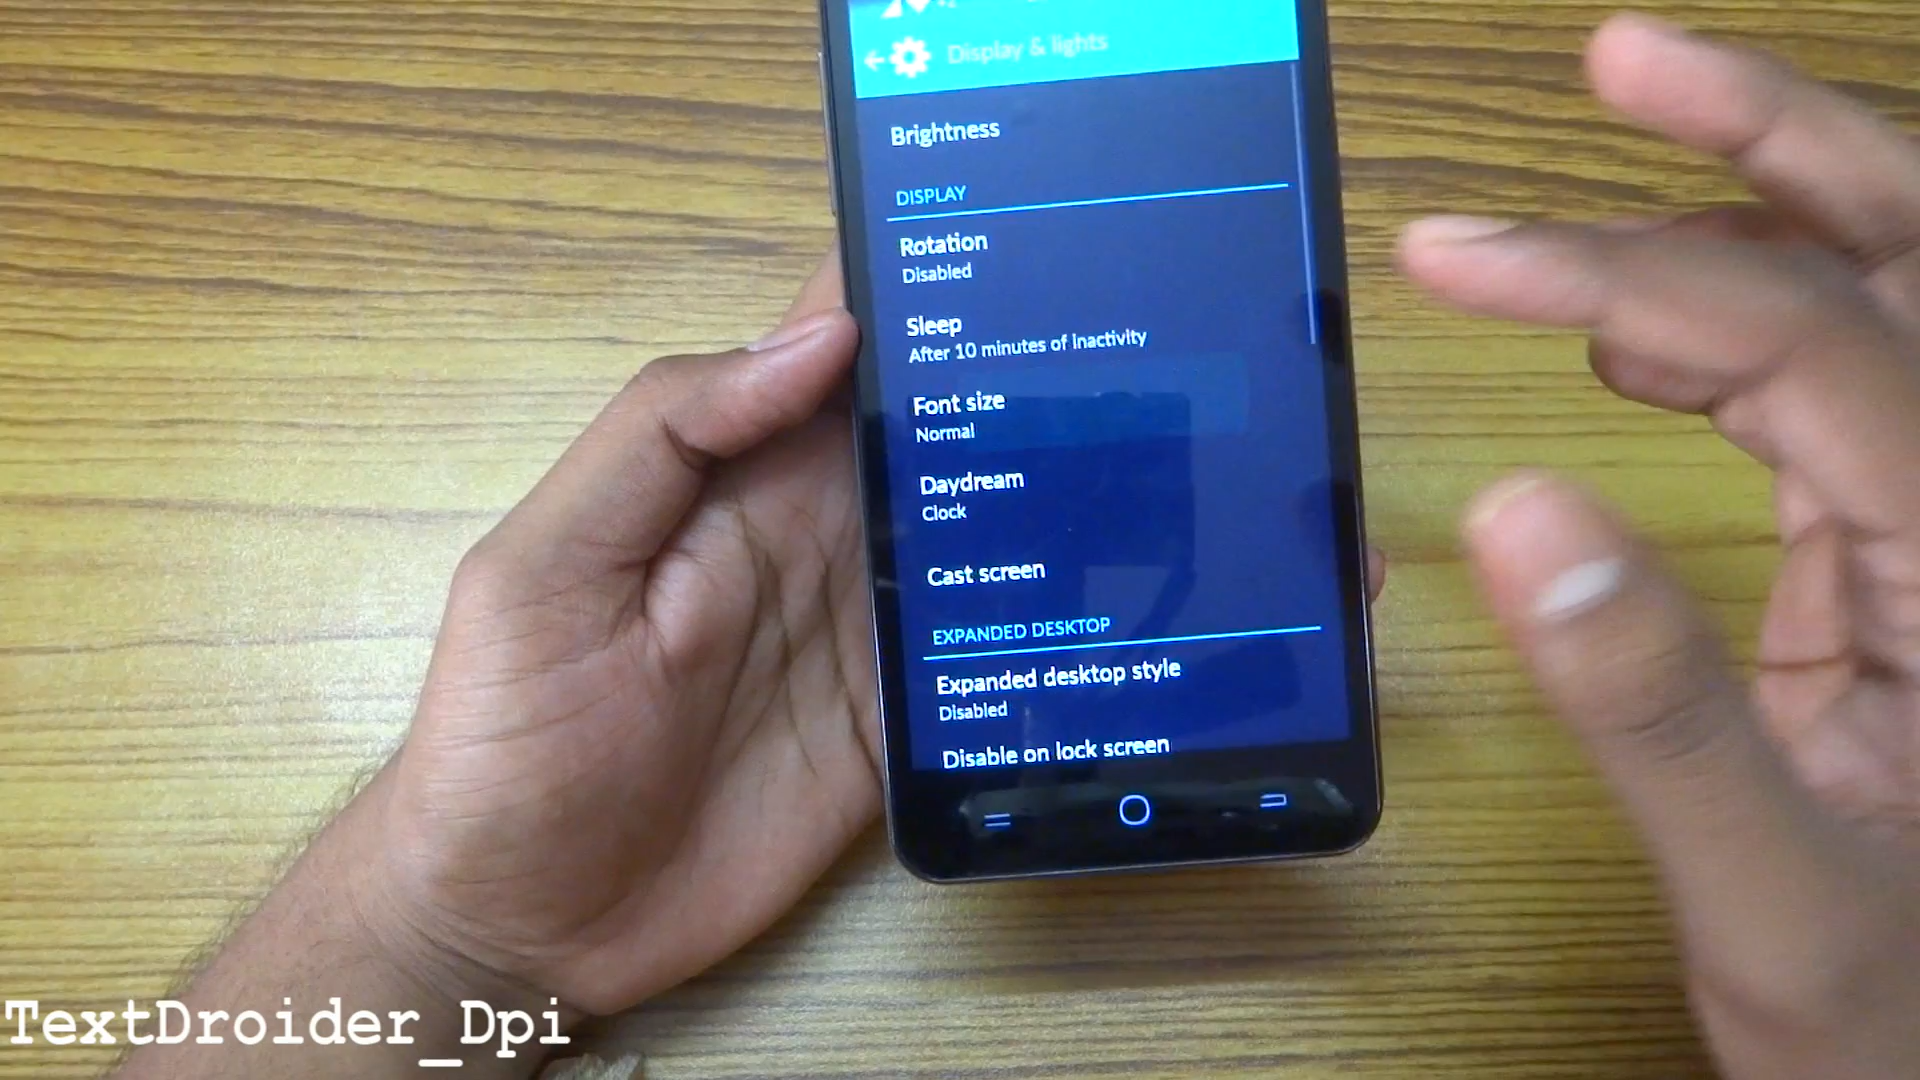 Display & lights
Brightness
DISPLAY
Rotation
Disabled
Sleep
After 10 minutes of inactivity
Font size
Normal
Daydream
Clock
Cast screen
EXPANDED DESKTOP
Expanded desktop style
Disabled
Disable on lock screen
TextDroider_Dpi